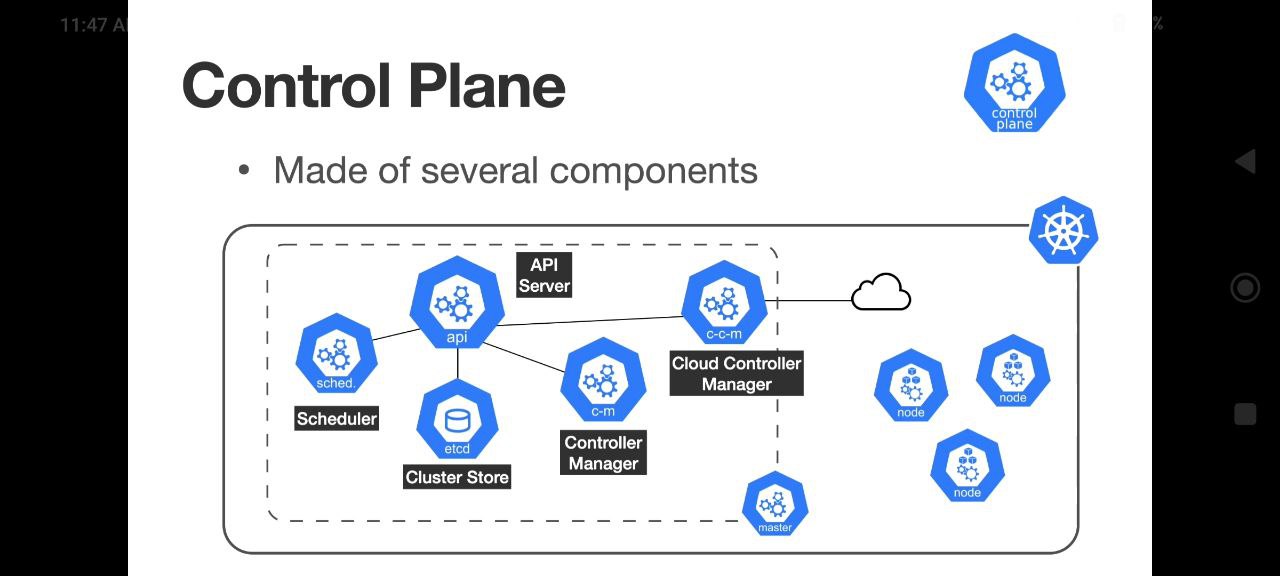 11:47 A
%
Control Plane
control
plane
• Made of several components
API
Server
api
c-c-m
sched.
Cloud Controller
Manager
node
node
c-m
Scheduler
etcd
Controller
Manager
Cluster Store
node
master